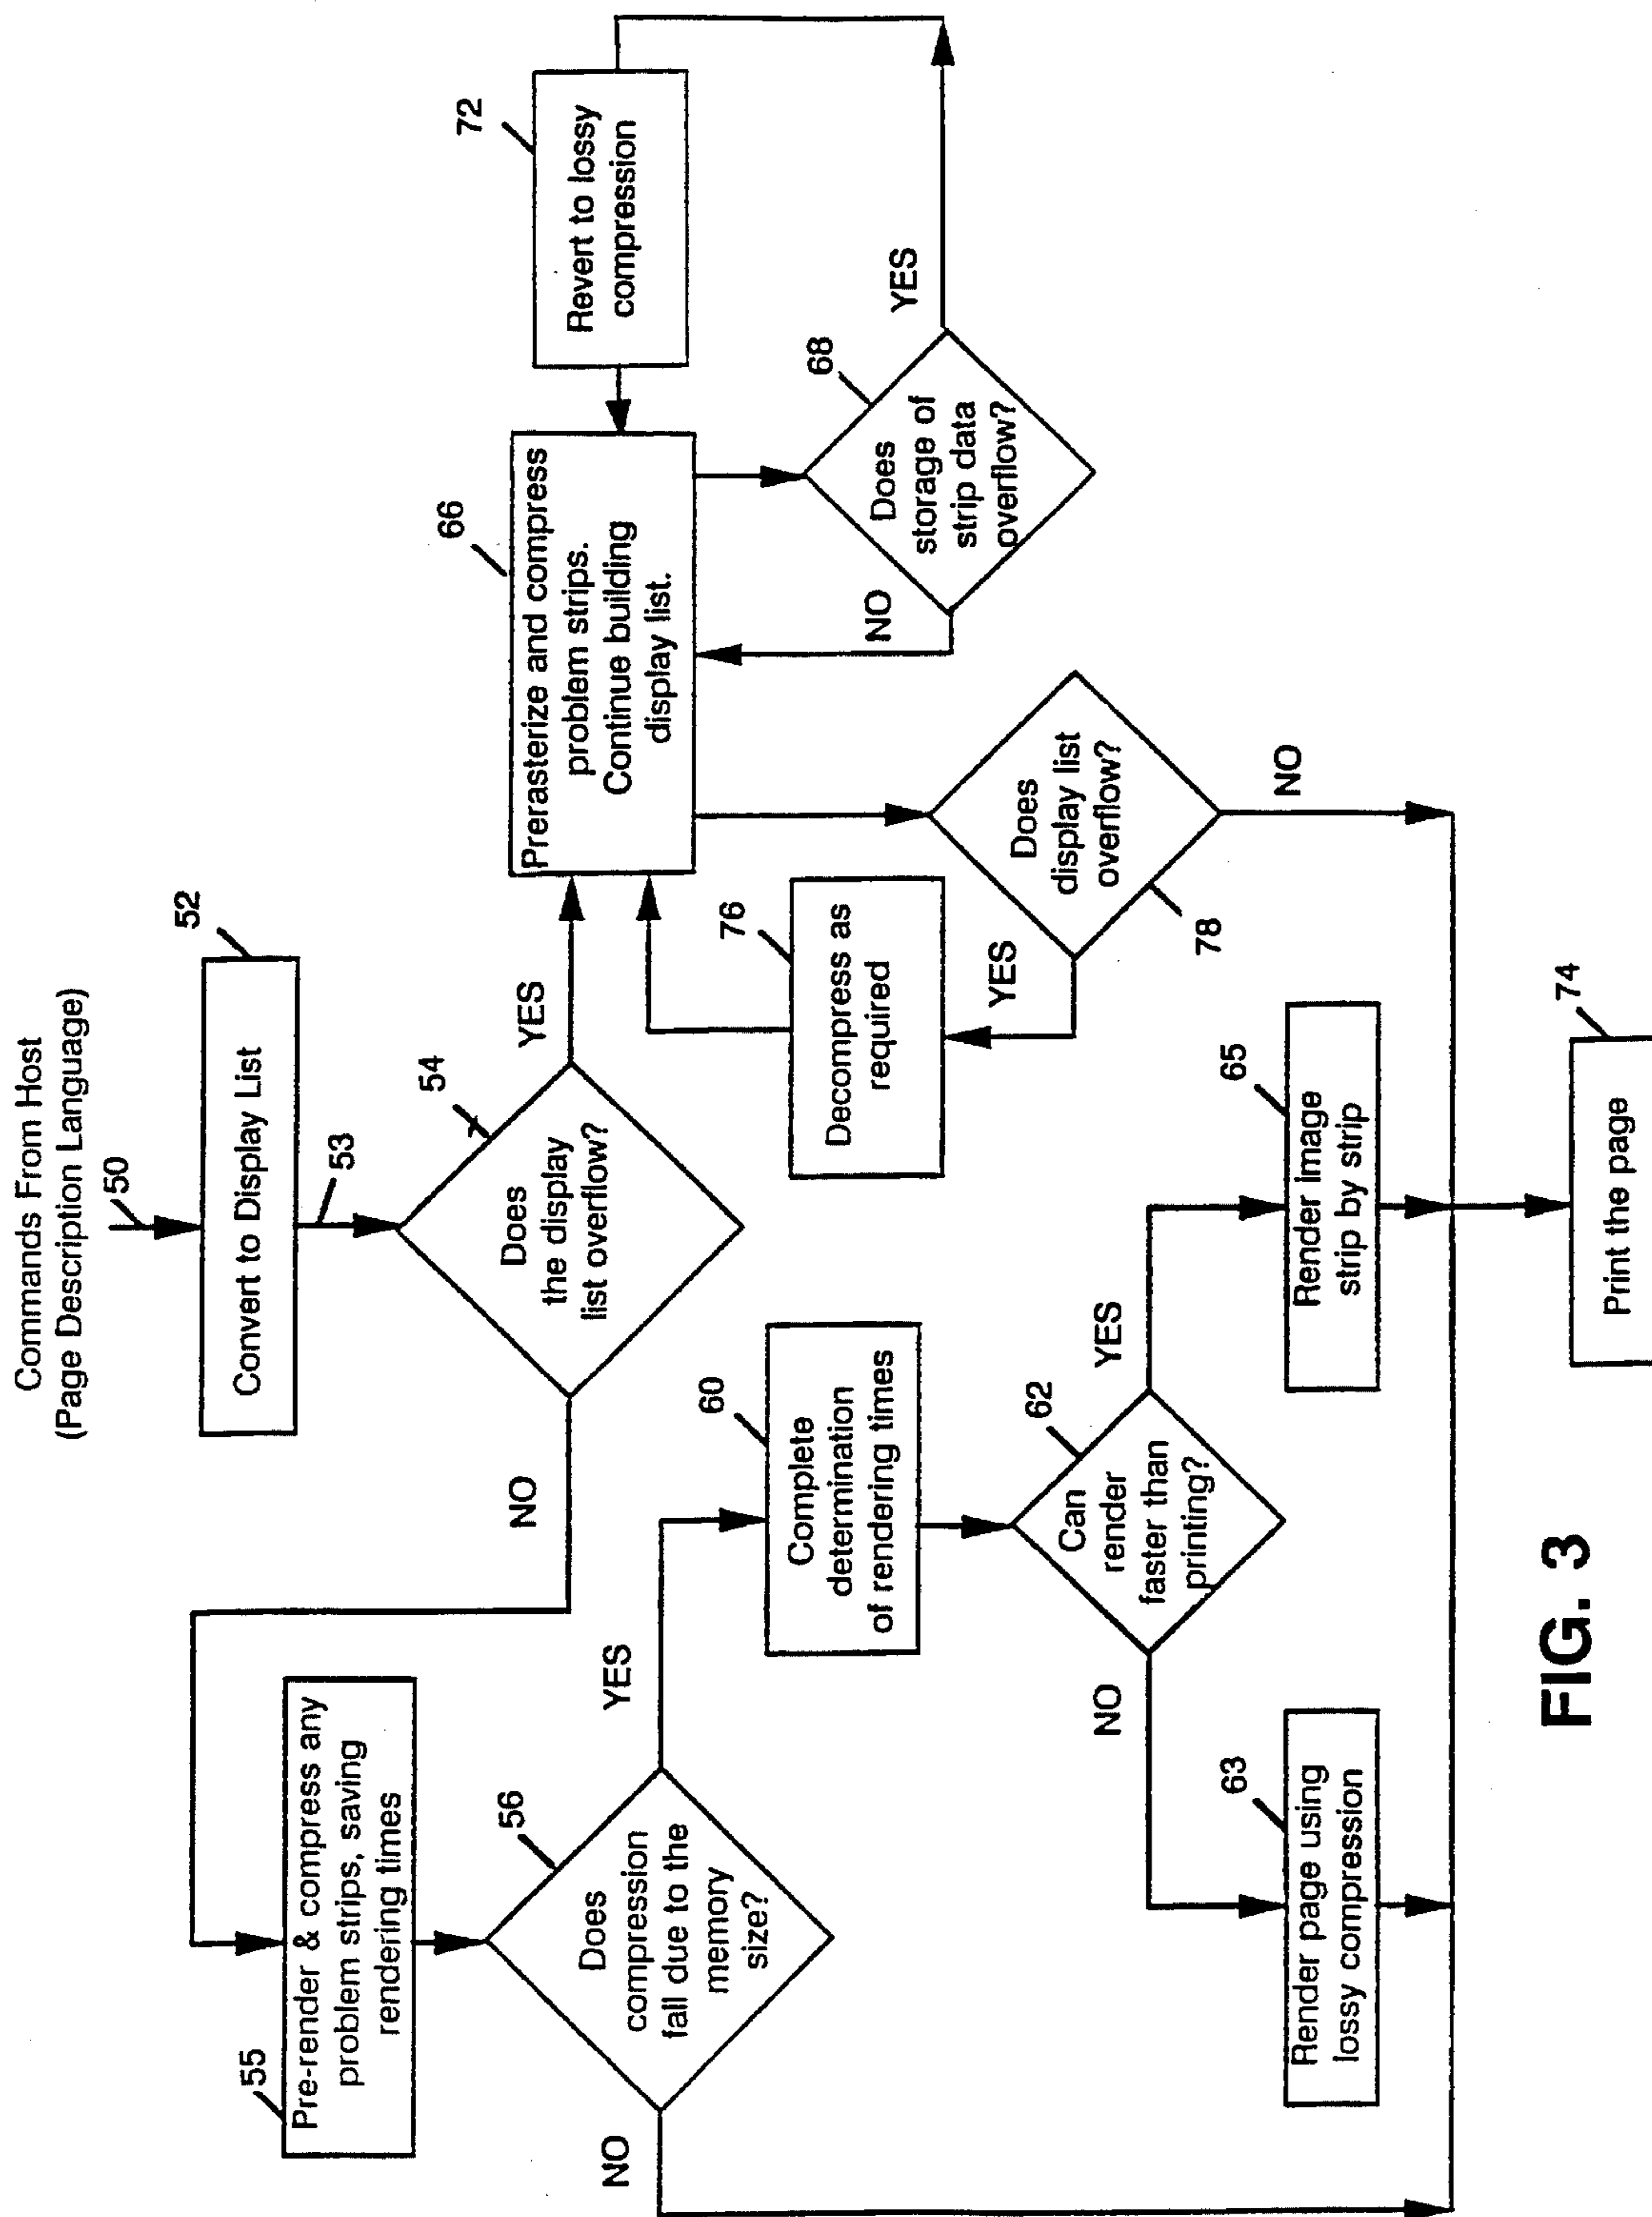 Commands From Host
(Page Description Language)
50
52
Convert to Display List
53
54
Does
the display
list overflow?
YES
NO
55
Pre-render & compress any
problem strips, saving
rendering times
56
Does
compression
fall due to the
memory
size?
YES
NO
60
Complete
determination
of rendering times
62
Can
render
faster than
printing?
YES
NO
63
Render page using
lossy compression
65
Render image
strip by strip
66
Prerasterize and compress
problem strips.
Continue building
display list.
72
Revert to lossy
compression
68
Does
storage of
strip data
overflow?
YES
NO
76
Decompress as
required
78
Does
display list
overflow?
YES
NO
74
Print the page
FIG. 3